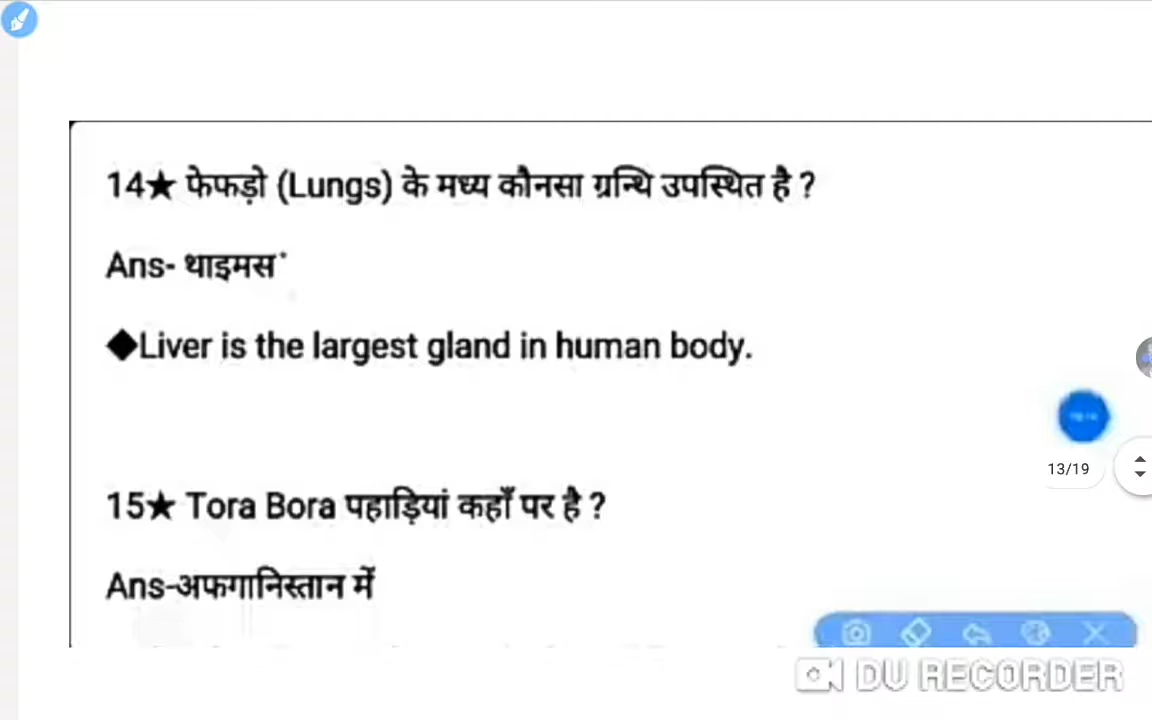 14★ फेफड़ो (Lungs) के मध्य कौनसा ग्रन्थि उपस्थित है ?
Ans- थाइमस
◆Liver is the largest gland in human body.
13/19
15★ Tora Bora पहाड़ियां कहाँ पर है ?
Ans-अफगानिस्तान में
DU RECORDER